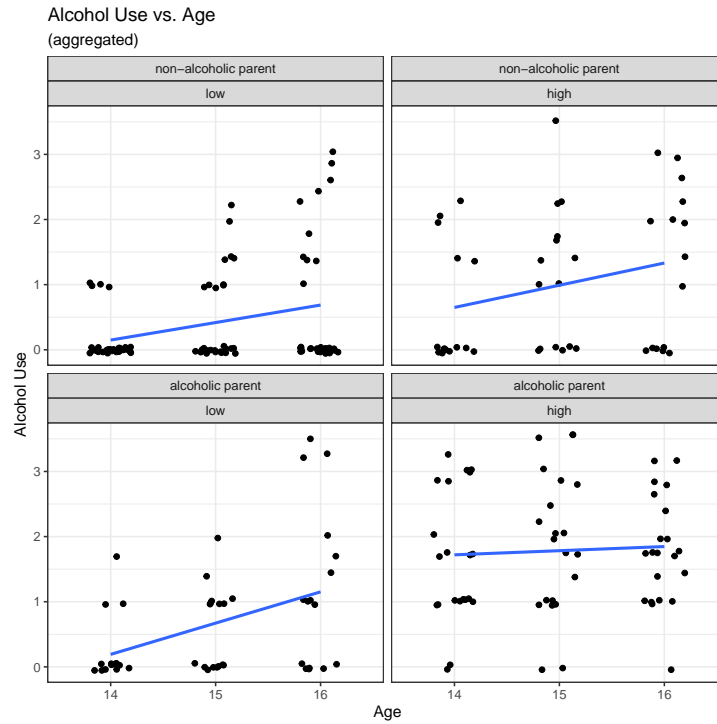 Alcohol Use vs. Age
(aggregated)
non−alcoholic parent
low
non−alcoholic parent
high
3
2
1
0
alcoholic parent
low
alcoholic parent
high
3
2
1
0
14
15
16
14
15
16
Alcohol Use
Age